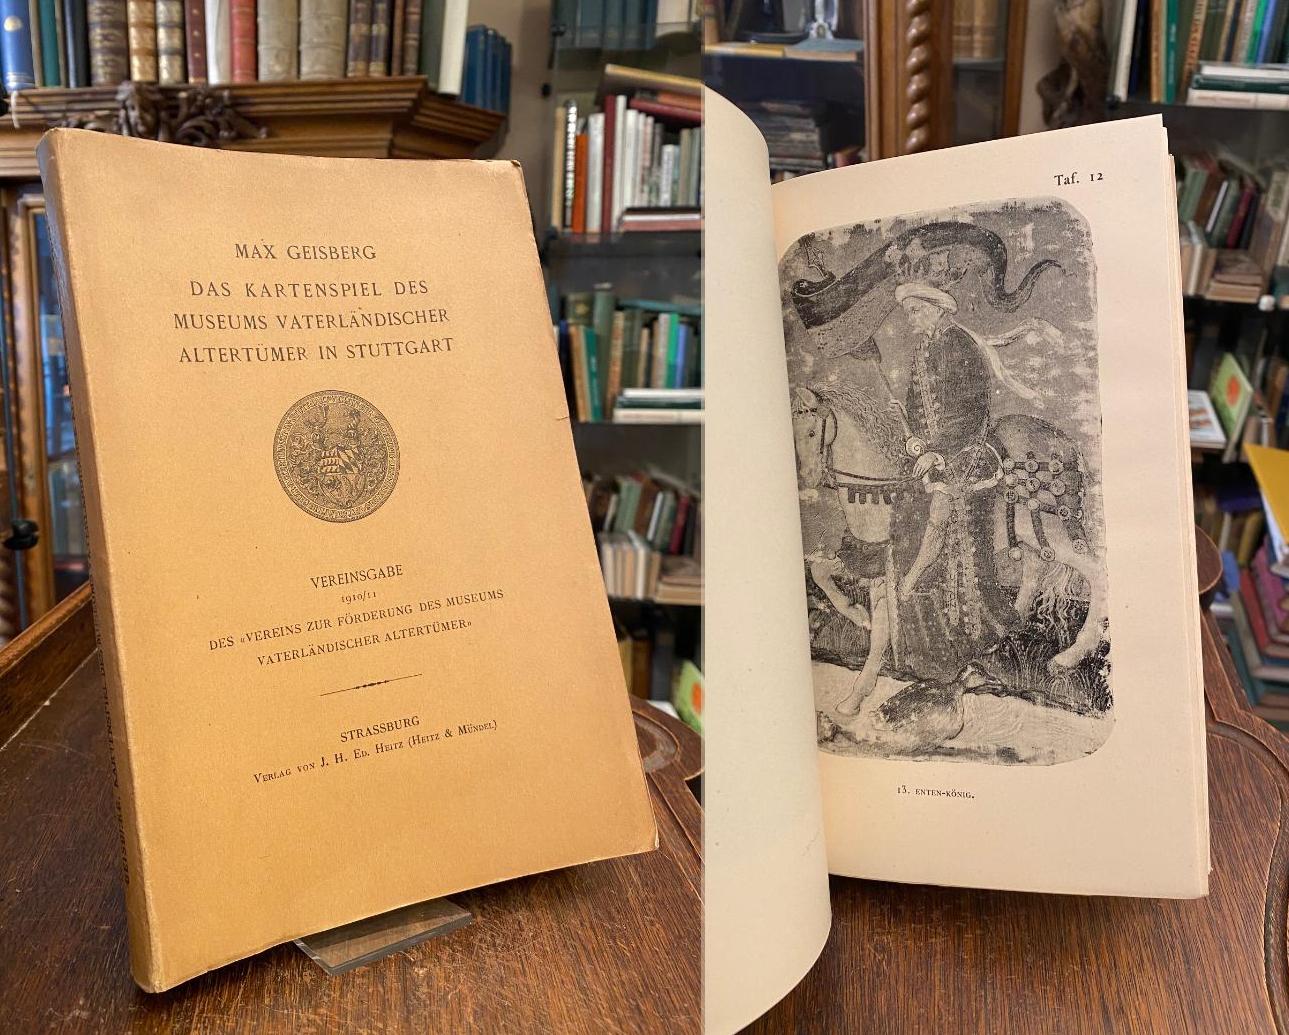 MAX GEISBERG
DAS KARTENSPIEL DES
MUSEUMS VATERLÄNDISCHER
ALTERTÜMER IN STUTTGART
VEREINSGABE
1910/11
DES «VEREINS ZUR FÖRDERUNG DES MUSEUMS
VATERLÄNDISCHER ALTERTÜMER»
STRASSBURG
VERLAG VON J. H. ED. HEITZ (HEITZ & MÜNDEL)
Taf. 12
13. ENTEN-KÖNIG.